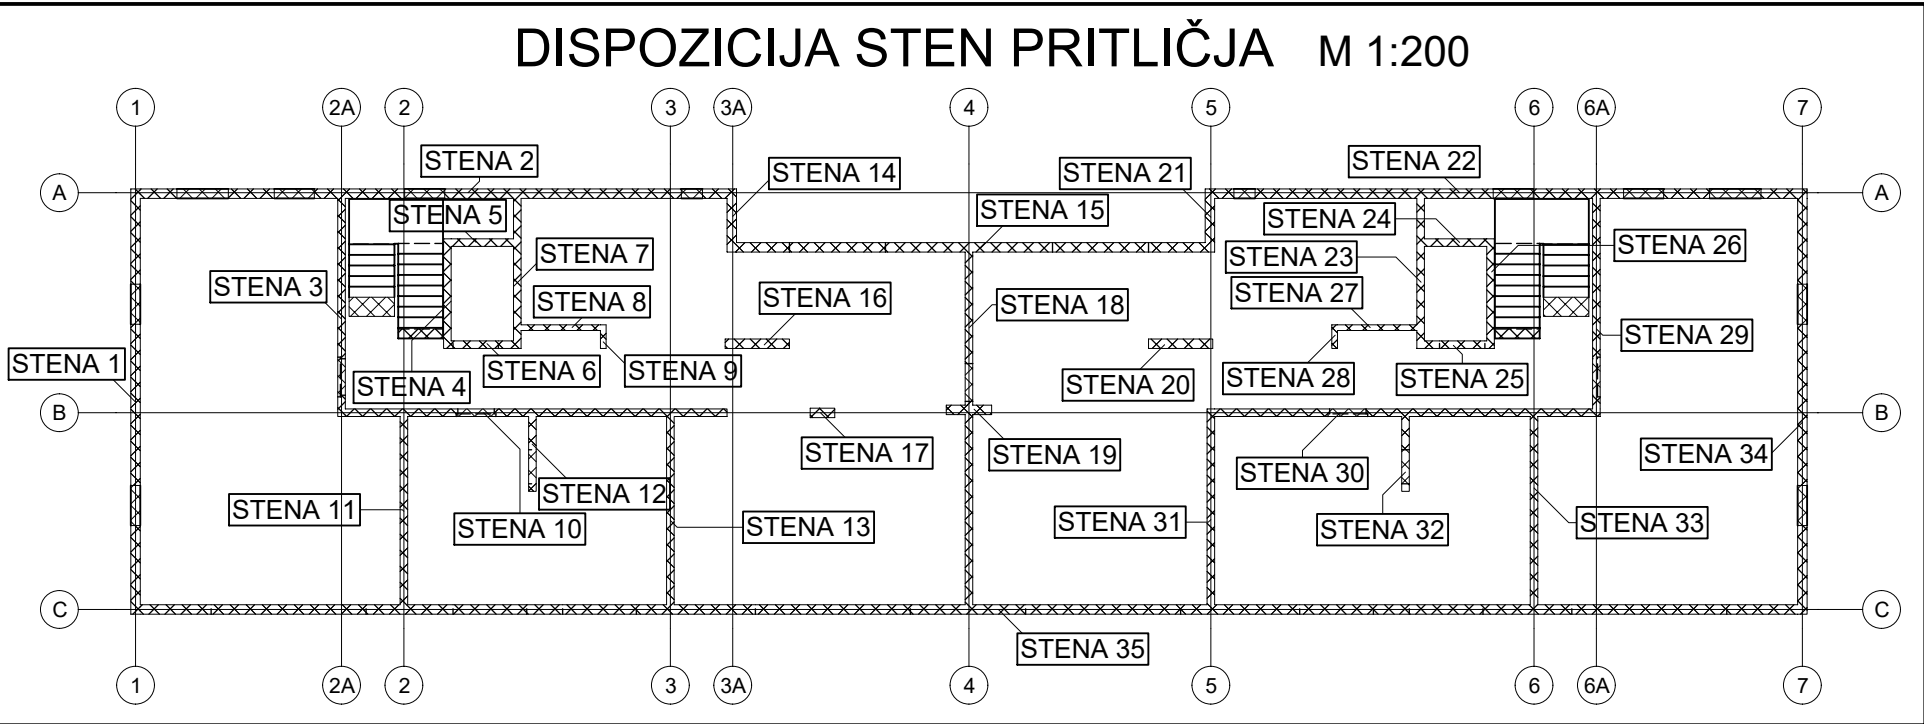 DISPOZICIJA STEN PRITLIČJA M 1:200
1 2A 2 3 3A 4 5 6 6A 7
STENA 2
STENA 22
STENA 14
STENA 21
A
A
STENA 5
STENA 15
STENA 24
STENA 7
STENA 23
STENA 26
STENA 3
STENA 8
STENA 16
STENA 18
STENA 27
STENA 29
STENA 1
STENA 4
STENA 6
STENA 9
STENA 20
STENA 28
STENA 25
B
B
STENA 17
STENA 19
STENA 30
STENA 34
STENA 12
STENA 11
STENA 10
STENA 13
STENA 31
STENA 32
STENA 33
C
C
STENA 35
1 2A 2 3 3A 4 5 6 6A 7